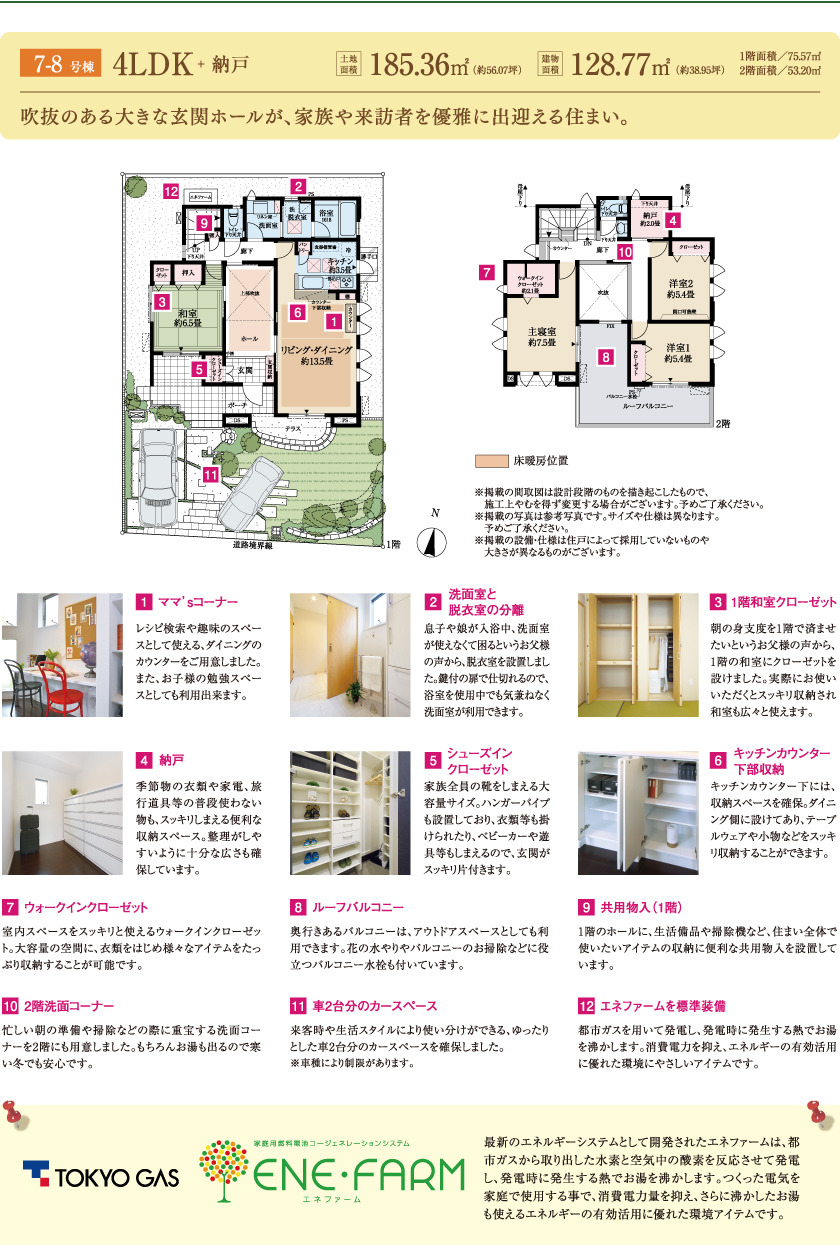 7-8 号棟 4LDK + 納戸
土地面積 185.36㎡(約56.07坪)
建物面積 128.77㎡(約38.95坪)
1階面積／75.57㎡
2階面積／53.20㎡
吹抜のある大きな玄関ホールが、家族や来訪者を優雅に出迎える住まい。
12
エネファーム
2
PS
9
物入
トイレ
下り天井
リネン庫
洗面室
洗
脱衣室
浴室
1618
UP
下り天井
廊下
パントリー
冷
キッチン
約3.5畳
勝手口
クローゼット
押入
3
和室
約6.5畳
上部吹抜
ホール
カウンター
下部収納
6
1
カウンター
リビング・ダイニング
約13.5畳
5
シューズインクローゼット
玄関
ポーチ
DS
テラス
PS
11
道路境界線
1階
トイレ
下り天井
下り天井
納戸
約2.0畳
4
カウンター
DN
廊下
10
クローゼット
7
ウォークイン
クローゼット
約2.1畳
吹抜
洋室2
約5.4畳
間口可動壁
主寝室
約7.5畳
FIX
8
洋室1
約5.4畳
クローゼット
DS
DS
PS
バルコニー水栓
ルーフバルコニー
2階
床暖房位置
N
※掲載の間取図は設計段階のものを描き起こしたもので、
施工上やむを得ず変更する場合がございます。予めご了承ください。
※掲載の写真は参考写真です。サイズや仕様は異なります。
予めご了承ください。
※掲載の設備・仕様は住戸によって採用していないものや
大きさが異なるものがございます。
1 ママ'sコーナー
レシピ検索や趣味のスペー
スとして使える、ダイニングの
カウンターをご用意しました。
また、お子様の勉強スペー
スとしても利用出来ます。
2 洗面室と
脱衣室の分離
息子や娘が入浴中、洗面室
が使えなくて困るというお父様
の声から、脱衣室を設置しまし
た。鍵付の扉で仕切れるので、
浴室を使用中でも気兼ねなく
洗面室が利用できます。
3 1階和室クローゼット
朝の身支度を1階で済ませ
たいというお父様の声から、
1階の和室にクローゼットを
設けました。実際にお使い
いただくとスッキリ収納され
和室も広々と使えます。
4 納戸
季節物の衣類や家電、旅
行道具等の普段使わない
物も、スッキリしまえる便利な
収納スペース。整理がしや
すいように十分な広さも確
保しています。
5 シューズイン
クローゼット
家族全員の靴をしまえる大
容量サイズ。ハンガーパイプ
も設置しており、衣類等も掛
けられたり、ベビーカーや遊
具等もしまえるので、玄関が
スッキリ片付きます。
6 キッチンカウンター
下部収納
キッチンカウンター下には、
収納スペースを確保。ダイニ
ング側に設けてあり、テーブ
ルウェアや小物などをスッキ
リ収納することができます。
7 ウォークインクローゼット
室内スペースをスッキリと使えるウォークインクローゼッ
ト。大容量の空間に、衣類をはじめ様々なアイテムをたっ
ぷり収納することが可能です。
8 ルーフバルコニー
奥行きあるバルコニーは、アウトドアスペースとしても利
用できます。花の水やりやバルコニーのお掃除などに役
立つバルコニー水栓も付いています。
9 共用物入(1階)
1階のホールに、生活備品や掃除機など、住まい全体で
使いたいアイテムの収納に便利な共用物入を設置して
います。
10 2階洗面コーナー
忙しい朝の準備や掃除などの際に重宝する洗面コー
ナーを2階にも用意しました。もちろんお湯も出るので寒
い冬でも安心です。
11 車2台分のカースペース
来客時や生活スタイルにより使い分けができる、ゆったり
とした車2台分のカースペースを確保しました。
※車種により制限があります。
12 エネファームを標準装備
都市ガスを用いて発電し、発電時に発生する熱でお湯
を沸かします。消費電力を抑え、エネルギーの有効活用
に優れた環境にやさしいアイテムです。
TOKYO GAS
家庭用燃料電池コージェネレーションシステム
ENE・FARM
エネファーム
最新のエネルギーシステムとして開発されたエネファームは、都
市ガスから取り出した水素と空気中の酸素を反応させて発電
し、発電時に発生する熱でお湯を沸かします。つくった電気を
家庭で使用する事で、消費電力量を抑え、さらに沸かしたお湯
も使えるエネルギーの有効活用に優れた環境アイテムです。